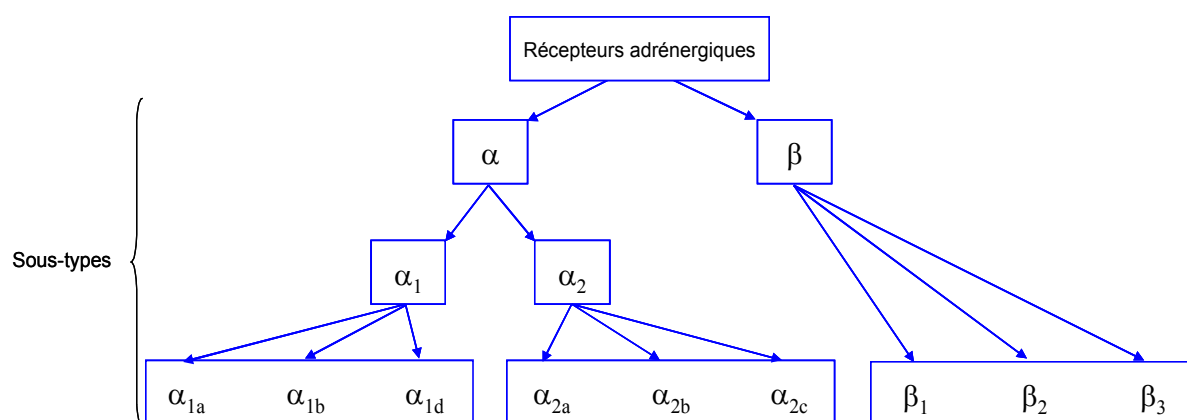 Récepteurs adrénergiques
α β
Sous-types
α₁ α₂
α₁ₐ α₁b α₁d α₂ₐ α₂b α₂c β₁ β₂ β₃